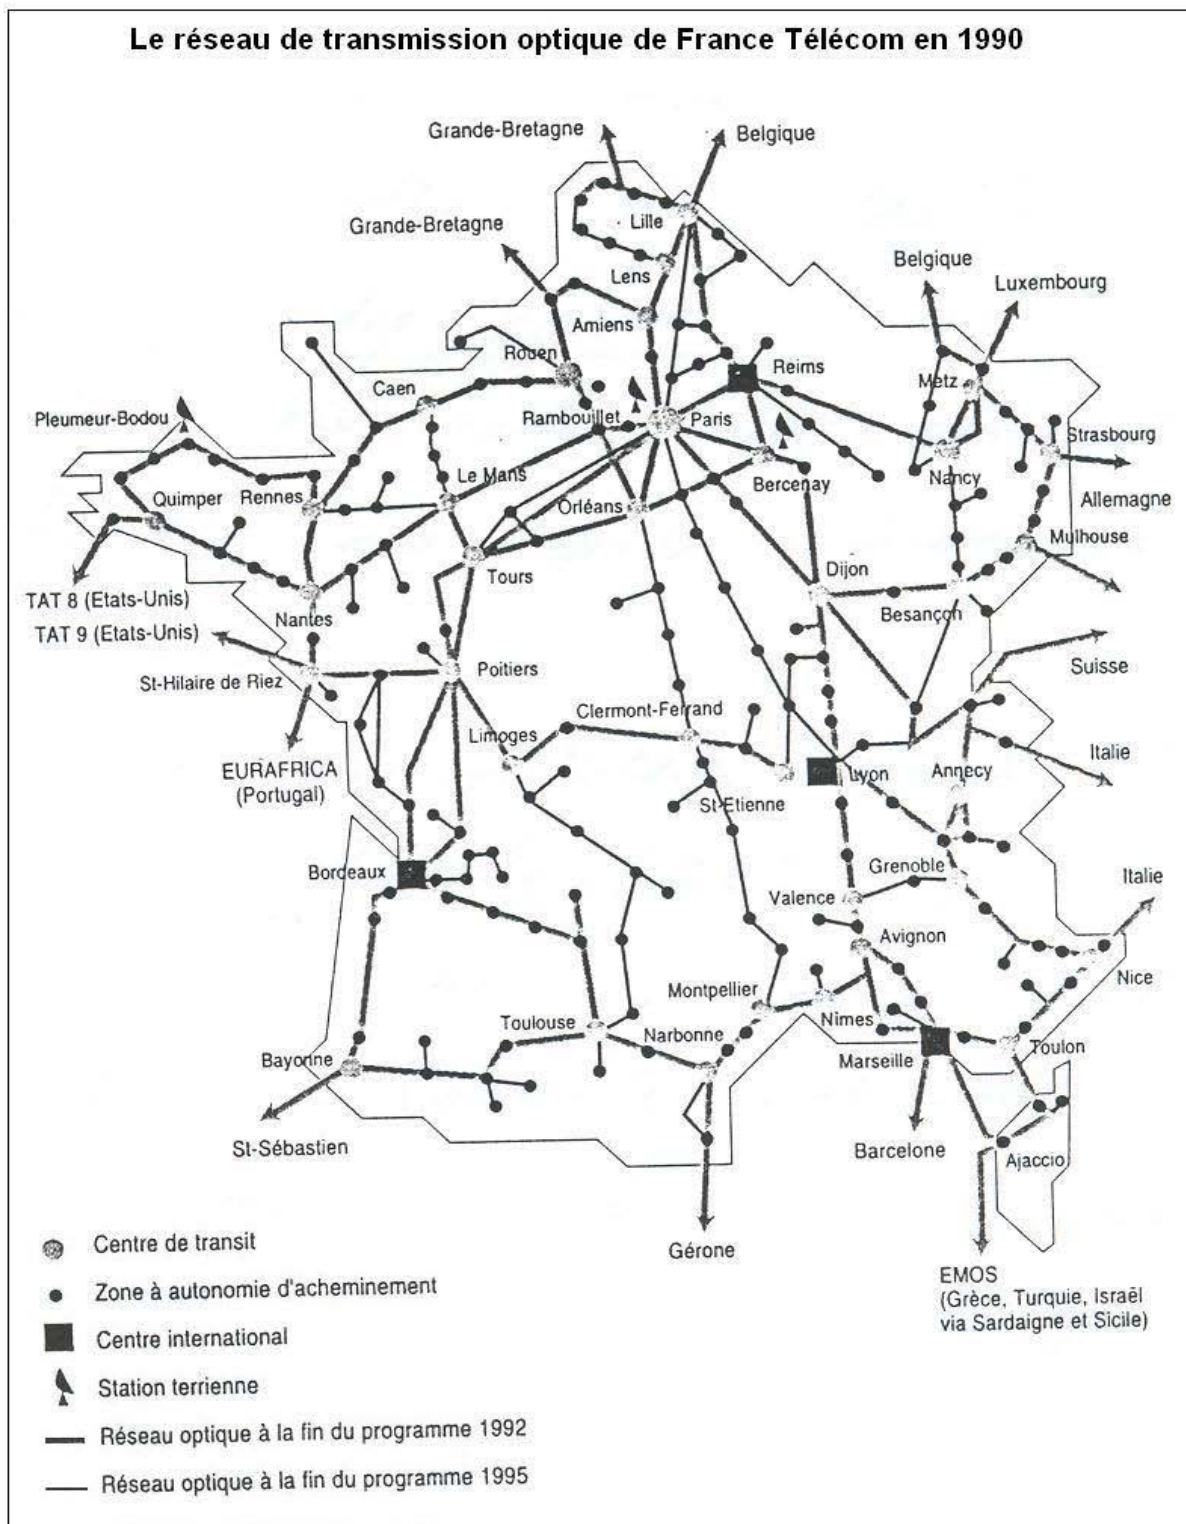 Le réseau de transmission optique de France Télécom en 1990
Grande-Bretagne
Belgique
Grande-Bretagne
Lille
Belgique
Lens
Luxembourg
Amiens
Rouen
Reims
Metz
Caen
Pleumeur-Bodou
Rambouillet
Paris
Strasbourg
Le Mans
Nancy
Quimper
Rennes
Orléans
Bercenay
Allemagne
Mulhouse
Tours
Dijon
TAT 8 (Etats-Unis)
Nantes
Besançon
TAT 9 (Etats-Unis)
Suisse
St-Hilaire de Riez
Poitiers
Clermont-Ferrand
Limoges
Italie
EURAFRICA
(Portugal)
Lyon
Annecy
St-Etienne
Bordeaux
Grenoble
Italie
Valence
Avignon
Nice
Montpellier
Toulouse
Narbonne
Nîmes
Bayonne
Marseille
Toulon
St-Sébastien
Barcelone
Ajaccio
Gérone
EMOS
(Grèce, Turquie, Israël
via Sardaigne et Sicile)
Centre de transit
Zone à autonomie d'acheminement
Centre international
Station terrienne
Réseau optique à la fin du programme 1992
Réseau optique à la fin du programme 1995